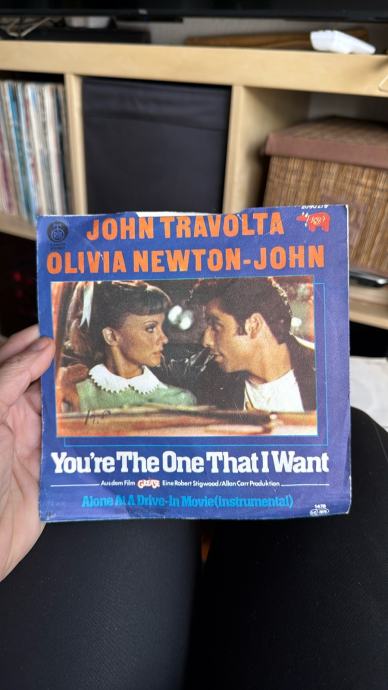 JOHN TRAVOLTA
OLIVIA NEWTON-JOHN
You're The One That I Want
Aus dem Film Grease Eine Robert Stigwood/Allan Carr Produktion
Alone At A Drive-In Movie (Instrumental)